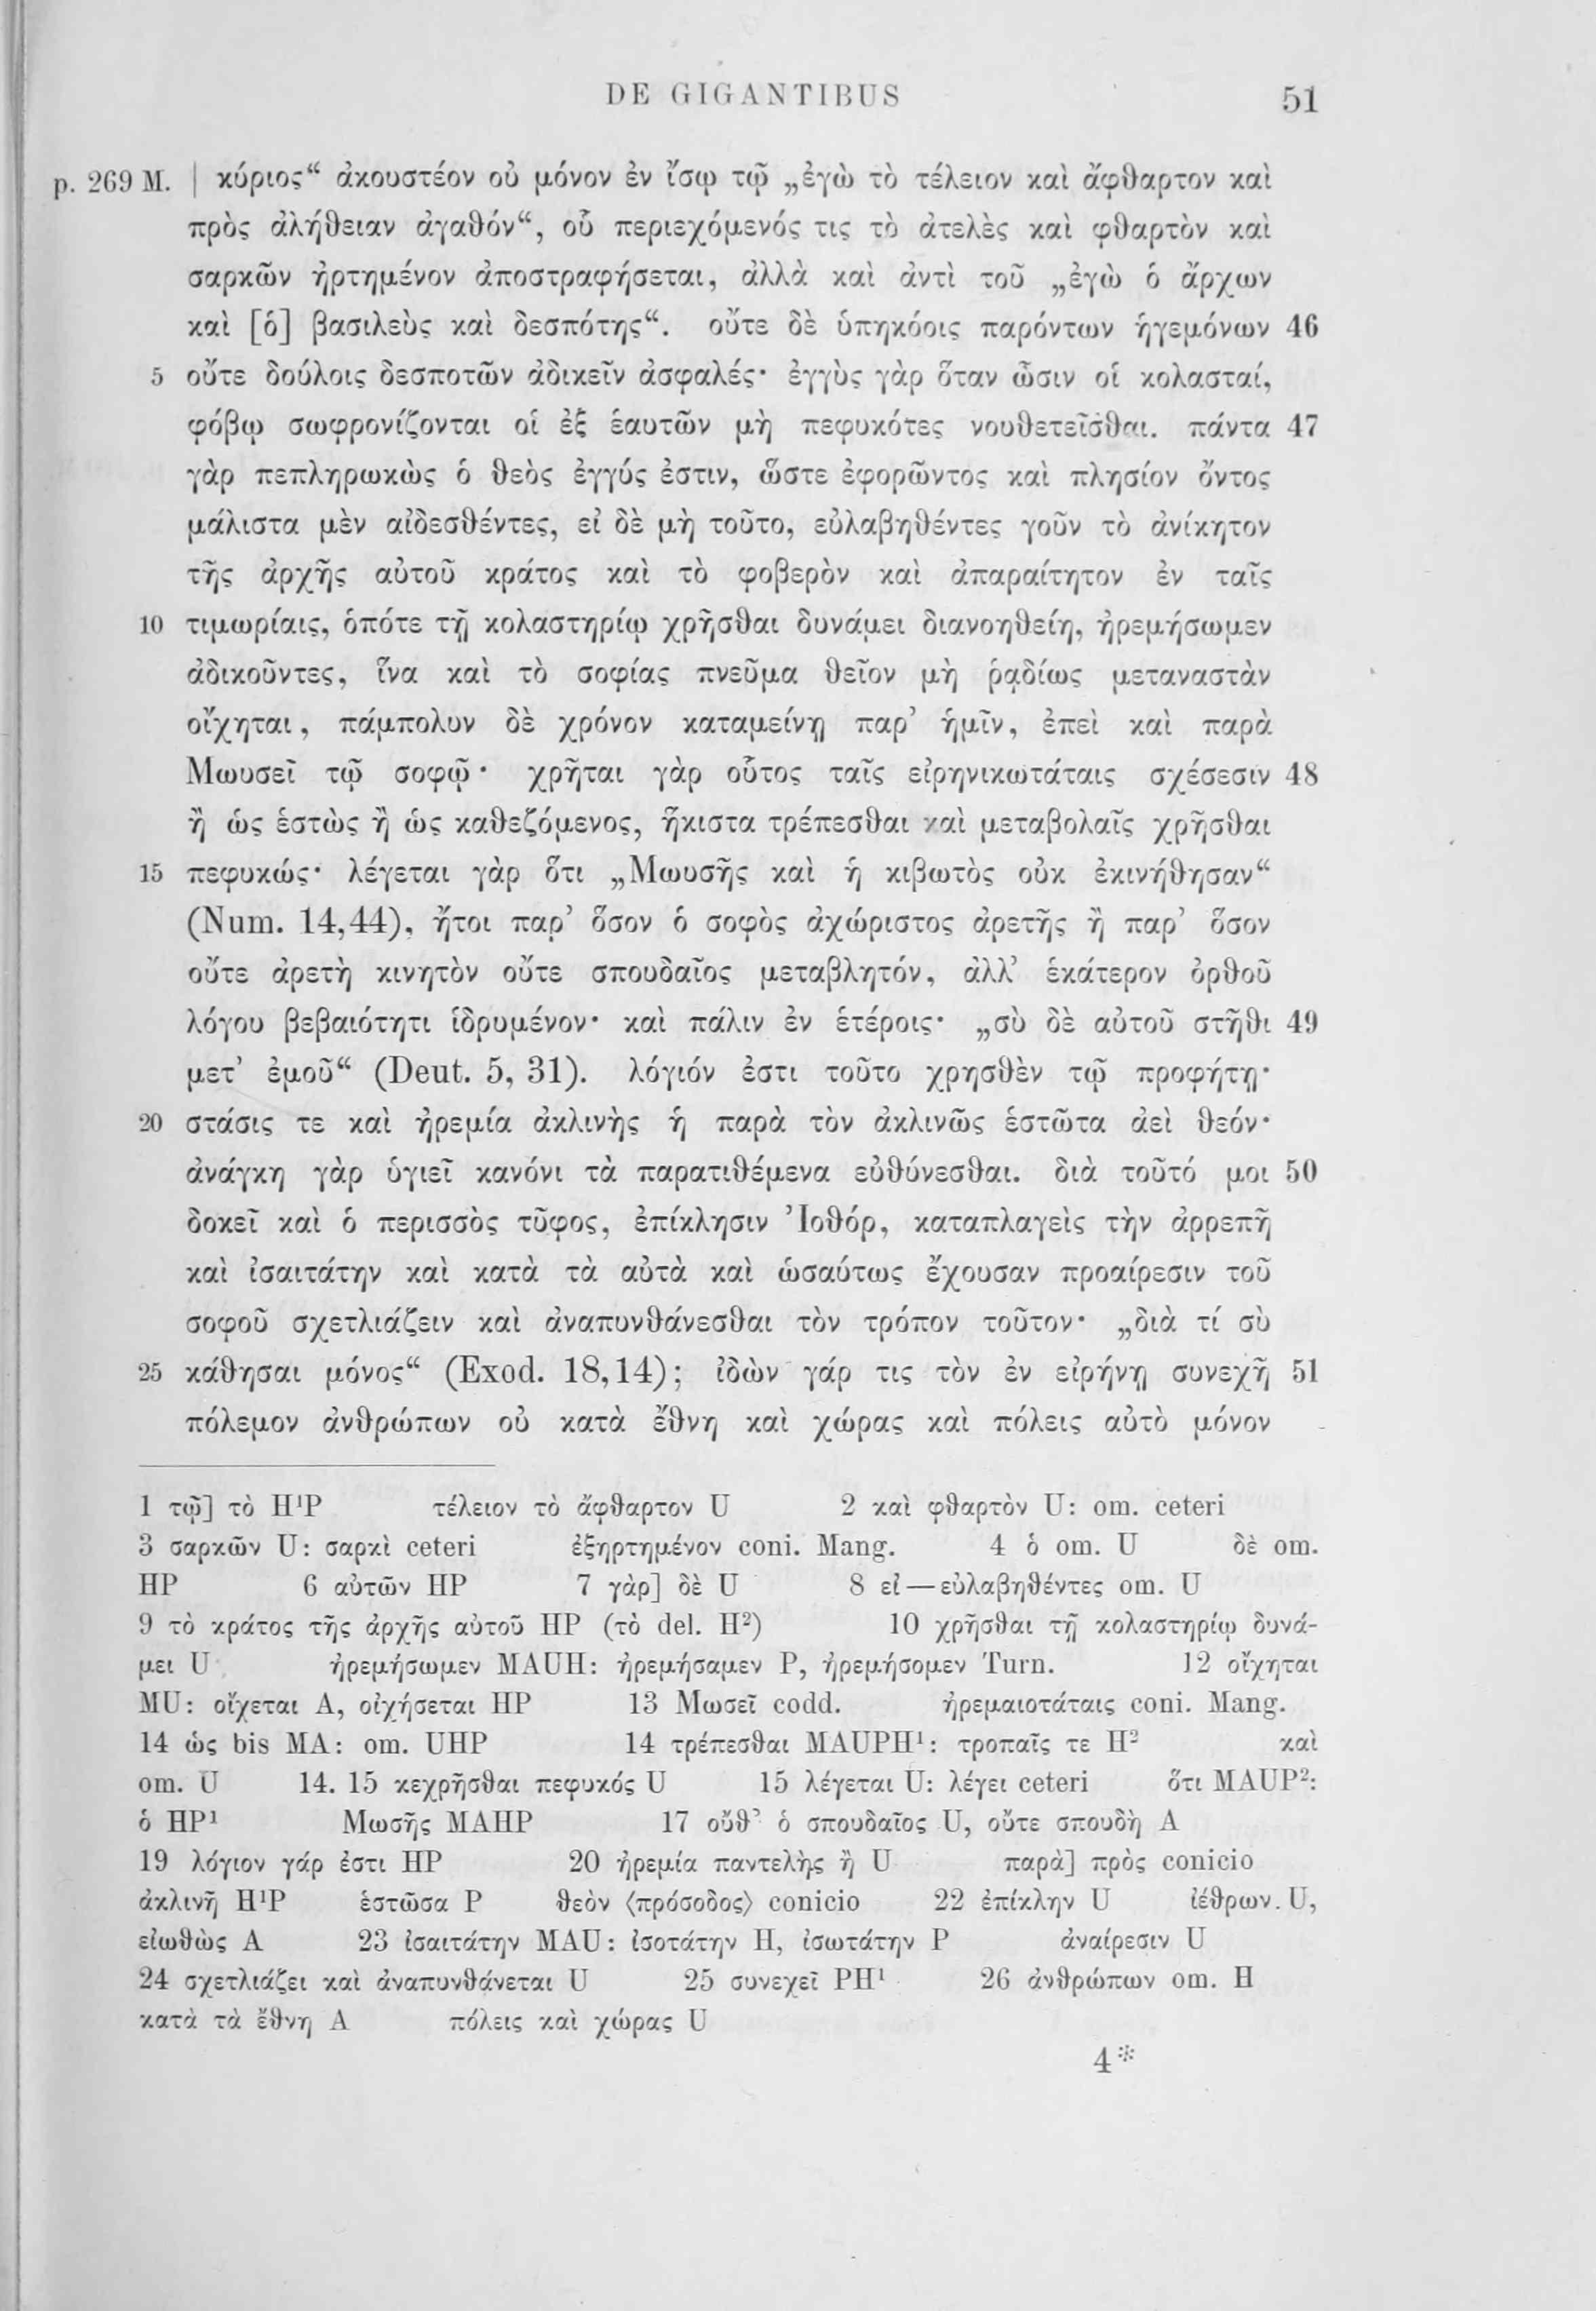 DE GIGANTIBUS 51
p. 269 M. | κύριος“ ἀκουστέον οὐ μόνον ἐν ἴσῳ τῷ „ἐγὼ τὸ τέλειον καὶ ἄφθαρτον καὶ
πρὸς ἀλήθειαν ἀγαθόν“, οὗ περιεχόμενός τις τὸ ἀτελὲς καὶ φθαρτὸν καὶ
σαρκῶν ἠρτημένον ἀποστραφήσεται, ἀλλὰ καὶ ἀντὶ τοῦ „ἐγὼ ὁ ἄρχων
καὶ [ὁ] βασιλεὺς καὶ δεσπότης“. οὔτε δὲ ὑπηκόοις παρόντων ἡγεμόνων 46
5 οὔτε δούλοις δεσποτῶν ἀδικεῖν ἀσφαλές· ἐγγὺς γὰρ ὅταν ὦσιν οἱ κολασταί,
φόβῳ σωφρονίζονται οἱ ἐξ ἑαυτῶν μὴ πεφυκότες νουθετεῖσθαι. πάντα 47
γὰρ πεπληρωκὼς ὁ θεὸς ἐγγύς ἐστιν, ὥστε ἐφορῶντος καὶ πλησίον ὄντος
μάλιστα μὲν αἰδεσθέντες, εἰ δὲ μὴ τοῦτο, εὐλαβηθέντες γοῦν τὸ ἀνίκητον
τῆς ἀρχῆς αὐτοῦ κράτος καὶ τὸ φοβερὸν καὶ ἀπαραίτητον ἐν ταῖς
10 τιμωρίαις, ὁπότε τῇ κολαστηρίῳ χρῆσθαι δυνάμει διανοηθείη, ἠρεμήσωμεν
ἀδικοῦντες, ἵνα καὶ τὸ σοφίας πνεῦμα θεῖον μὴ ῥᾳδίως μεταναστὰν
οἴχηται, πάμπολυν δὲ χρόνον καταμείνῃ παρ’ ἡμῖν, ἐπεὶ καὶ παρὰ
Μωυσεῖ τῷ σοφῷ· χρῆται γὰρ οὗτος ταῖς εἰρηνικωτάταις σχέσεσιν 48
ἢ ὡς ἑστὼς ἢ ὡς καθεζόμενος, ἥκιστα τρέπεσθαι καὶ μεταβολαῖς χρῆσθαι
15 πεφυκώς· λέγεται γὰρ ὅτι „Μωυσῆς καὶ ἡ κιβωτὸς οὐκ ἐκινήθησαν“
(Num. 14,44), ἤτοι παρ’ ὅσον ὁ σοφὸς ἀχώριστος ἀρετῆς ἢ παρ’ ὅσον
οὔτε ἀρετὴ κινητὸν οὔτε σπουδαῖος μεταβλητόν, ἀλλ’ ἑκάτερον ὀρθοῦ
λόγου βεβαιότητι ἱδρυμένον· καὶ πάλιν ἐν ἑτέροις· „σὺ δὲ αὐτοῦ στῆθι 49
μετ’ ἐμοῦ“ (Deut. 5, 31). λόγιόν ἐστι τοῦτο χρησθὲν τῷ προφήτῃ·
20 στάσις τε καὶ ἠρεμία ἀκλινὴς ἡ παρὰ τὸν ἀκλινῶς ἑστῶτα ἀεὶ θεόν·
ἀνάγκη γὰρ ὑγιεῖ κανόνι τὰ παρατιθέμενα εὐθύνεσθαι. διὰ τοῦτό μοι 50
δοκεῖ καὶ ὁ περισσὸς τῦφος, ἐπίκλησιν Ἰοθόρ, καταπλαγεὶς τὴν ἀρρεπῆ
καὶ ἰσαιτάτην καὶ κατὰ τὰ αὐτὰ καὶ ὡσαύτως ἔχουσαν προαίρεσιν τοῦ
σοφοῦ σχετλιάζειν καὶ ἀναπυνθάνεσθαι τὸν τρόπον τοῦτον· „διὰ τί σὺ
25 κάθησαι μόνος“ (Exod. 18,14); ἰδὼν γάρ τις τὸν ἐν εἰρήνῃ συνεχῆ 51
πόλεμον ἀνθρώπων οὐ κατὰ ἔθνη καὶ χώρας καὶ πόλεις αὐτὸ μόνον
1 τῷ] τὸ H¹P τέλειον τὸ ἄφθαρτον U 2 καὶ φθαρτὸν U: om. ceteri
3 σαρκῶν U: σαρκὶ ceteri ἐξηρτημένον coni. Mang. 4 ὁ om. U δὲ om.
HP 6 αὐτῶν HP 7 γὰρ] δὲ U 8 εἰ—εὐλαβηθέντες om. U
9 τὸ κράτος τῆς ἀρχῆς αὐτοῦ HP (τὸ del. H²) 10 χρῆσθαι τῇ κολαστηρίῳ δυνά-
μει U ἠρεμήσωμεν MAUH: ἠρεμήσαμεν P, ἠρεμήσομεν Turn. 12 οἴχηται
MU: οἴχεται A, οἰχήσεται HP 13 Μωσεῖ codd. ἠρεμαιοτάταις coni. Mang.
14 ὡς bis MA: om. UHP 14 τρέπεσθαι MAUPH¹: τροπαῖς τε H² καὶ
om. U 14. 15 κεχρῆσθαι πεφυκός U 15 λέγεται U: λέγει ceteri ὅτι MAUP²:
ὁ HP¹ Μωσῆς MAHP 17 οὔθ’ ὁ σπουδαῖος U, οὔτε σπουδὴ A
19 λόγιον γάρ ἐστι HP 20 ἠρεμία παντελὴς ἢ U παρὰ] πρὸς conicio
ἀκλινῆ H¹P ἑστῶσα P θεὸν ⟨πρόσοδος⟩ conicio 22 ἐπίκλην U ἰέθρων. U,
εἰωθὼς A 23 ἰσαιτάτην MAU: ἰσοτάτην H, ἰσωτάτην P ἀναίρεσιν U
24 σχετλιάζει καὶ ἀναπυνθάνεται U 25 συνεχεῖ PH¹ 26 ἀνθρώπων om. H
κατὰ τὰ ἔθνη A πόλεις καὶ χώρας U
4*